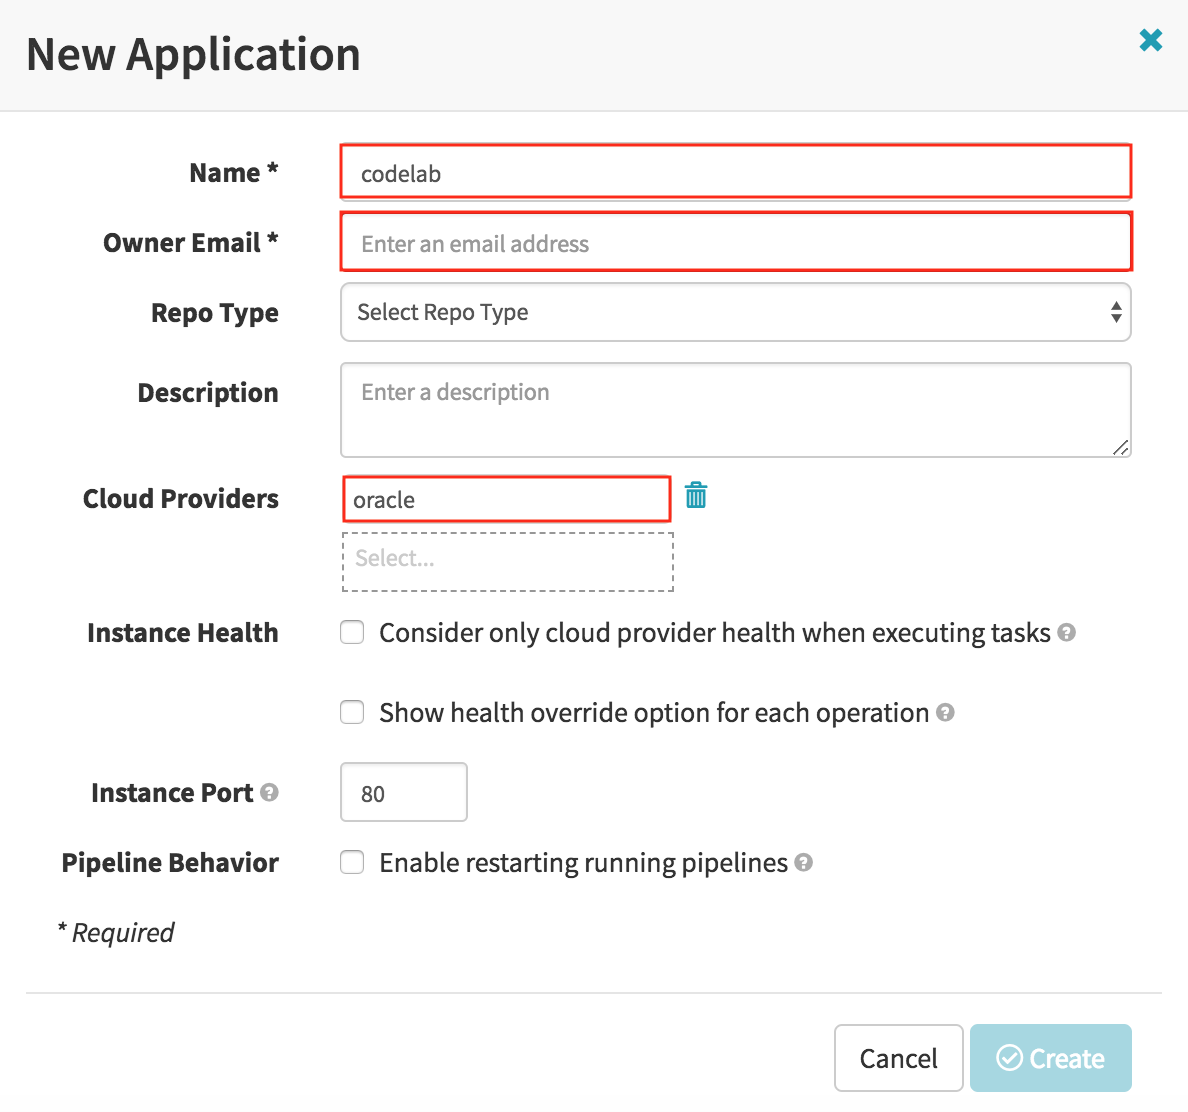 New Application
Name *
codelab
Owner Email *
Enter an email address
Repo Type
Select Repo Type
Description
Enter a description
Cloud Providers
oracle
Select...
Instance Health
Consider only cloud provider health when executing tasks ?
Show health override option for each operation ?
Instance Port ?
80
Pipeline Behavior
Enable restarting running pipelines ?
* Required
Cancel
Create